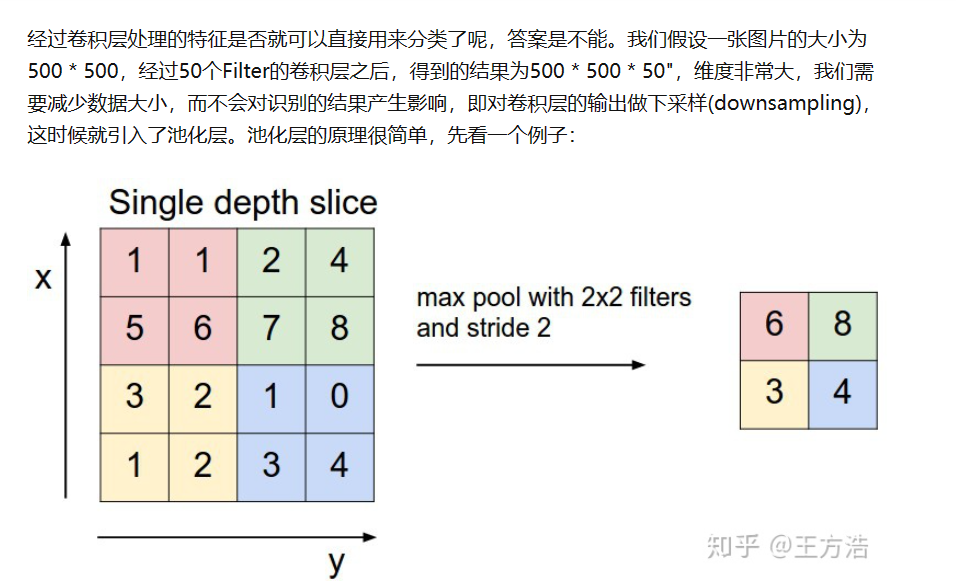 经过卷积层处理的特征是否就可以直接用来分类了呢，答案是不能。我们假设一张图片的大小为
500 * 500，经过50个Filter的卷积层之后，得到的结果为500 * 500 * 50"，维度非常大，我们需
要减少数据大小，而不会对识别的结果产生影响，即对卷积层的输出做下采样(downsampling)，
这时候就引入了池化层。池化层的原理很简单，先看一个例子：
Single depth slice
x
1 1 2 4
5 6 7 8
3 2 1 0
1 2 3 4
y
max pool with 2x2 filters
and stride 2
6 8
3 4
知乎 @王方浩